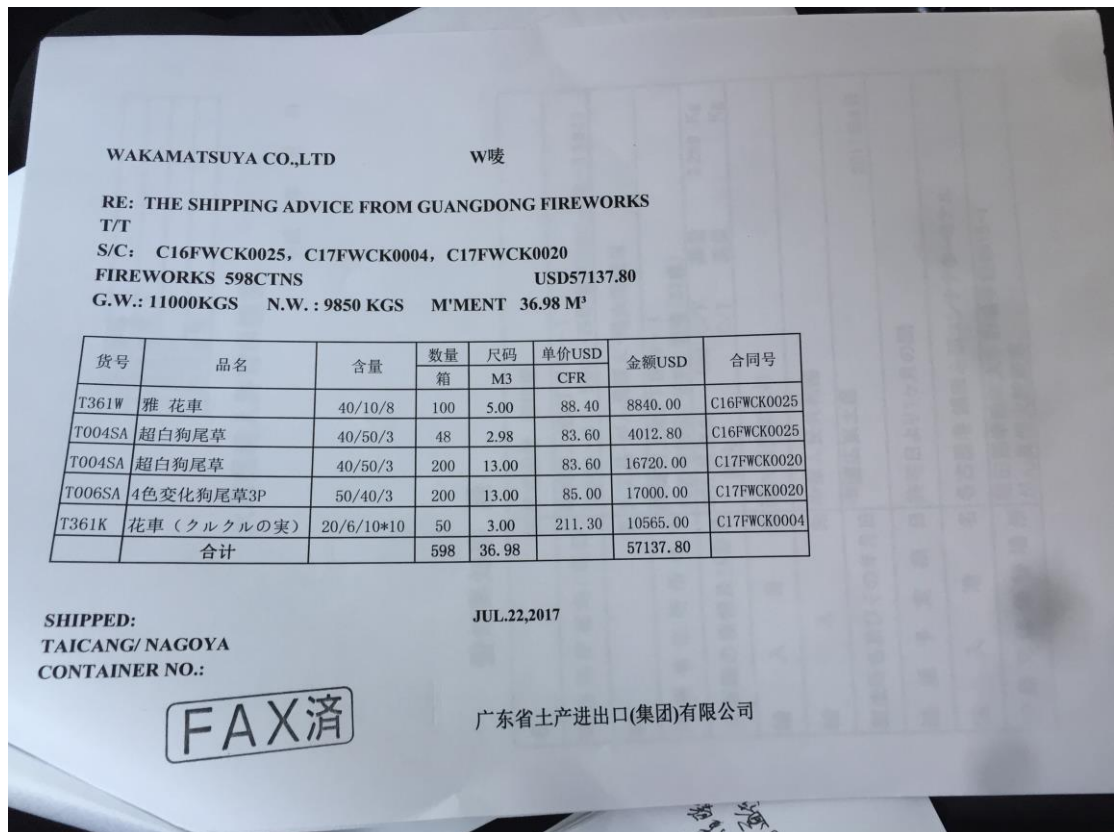 WAKAMATSUYA CO.,LTD W唛
RE: THE SHIPPING ADVICE FROM GUANGDONG FIREWORKS
T/T
S/C: C16FWCK0025, C17FWCK0004, C17FWCK0020
FIREWORKS 598CTNS USD57137.80
G.W.: 11000KGS N.W. : 9850 KGS M'MENT 36.98 M³
货号 品名 含量 数量 尺码 单价USD 金额USD 合同号
箱 M3 CFR
T361W 雅 花車 40/10/8 100 5.00 88.40 8840.00 C16FWCK0025
T004SA 超白狗尾草 40/50/3 48 2.98 83.60 4012.80 C16FWCK0025
T004SA 超白狗尾草 40/50/3 200 13.00 83.60 16720.00 C17FWCK0020
T006SA 4色变化狗尾草3P 50/40/3 200 13.00 85.00 17000.00 C17FWCK0020
T361K 花車（クルクルの実） 20/6/10*10 50 3.00 211.30 10565.00 C17FWCK0004
合计 598 36.98 57137.80
SHIPPED: JUL.22,2017
TAICANG/ NAGOYA
CONTAINER NO.:
FAX済
广东省土产进出口(集团)有限公司